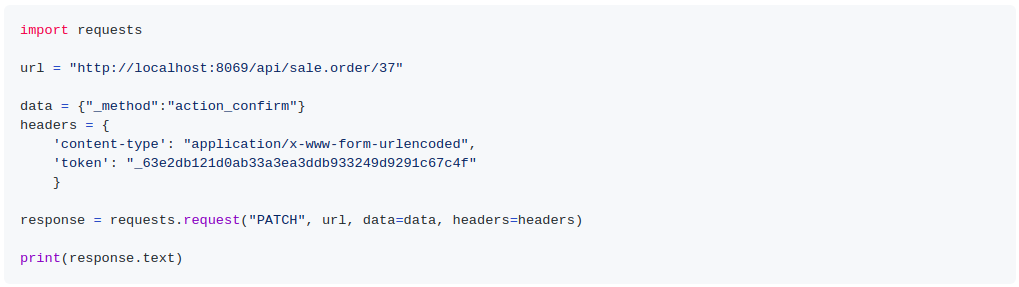 import requests
url = "http://localhost:8069/api/sale.order/37"
data = {"_method":"action_confirm"}
headers = {
    'content-type': "application/x-www-form-urlencoded",
    'token': "_63e2db121d0ab33a3ea3ddb933249d9291c67c4f"
    }
response = requests.request("PATCH", url, data=data, headers=headers)
print(response.text)